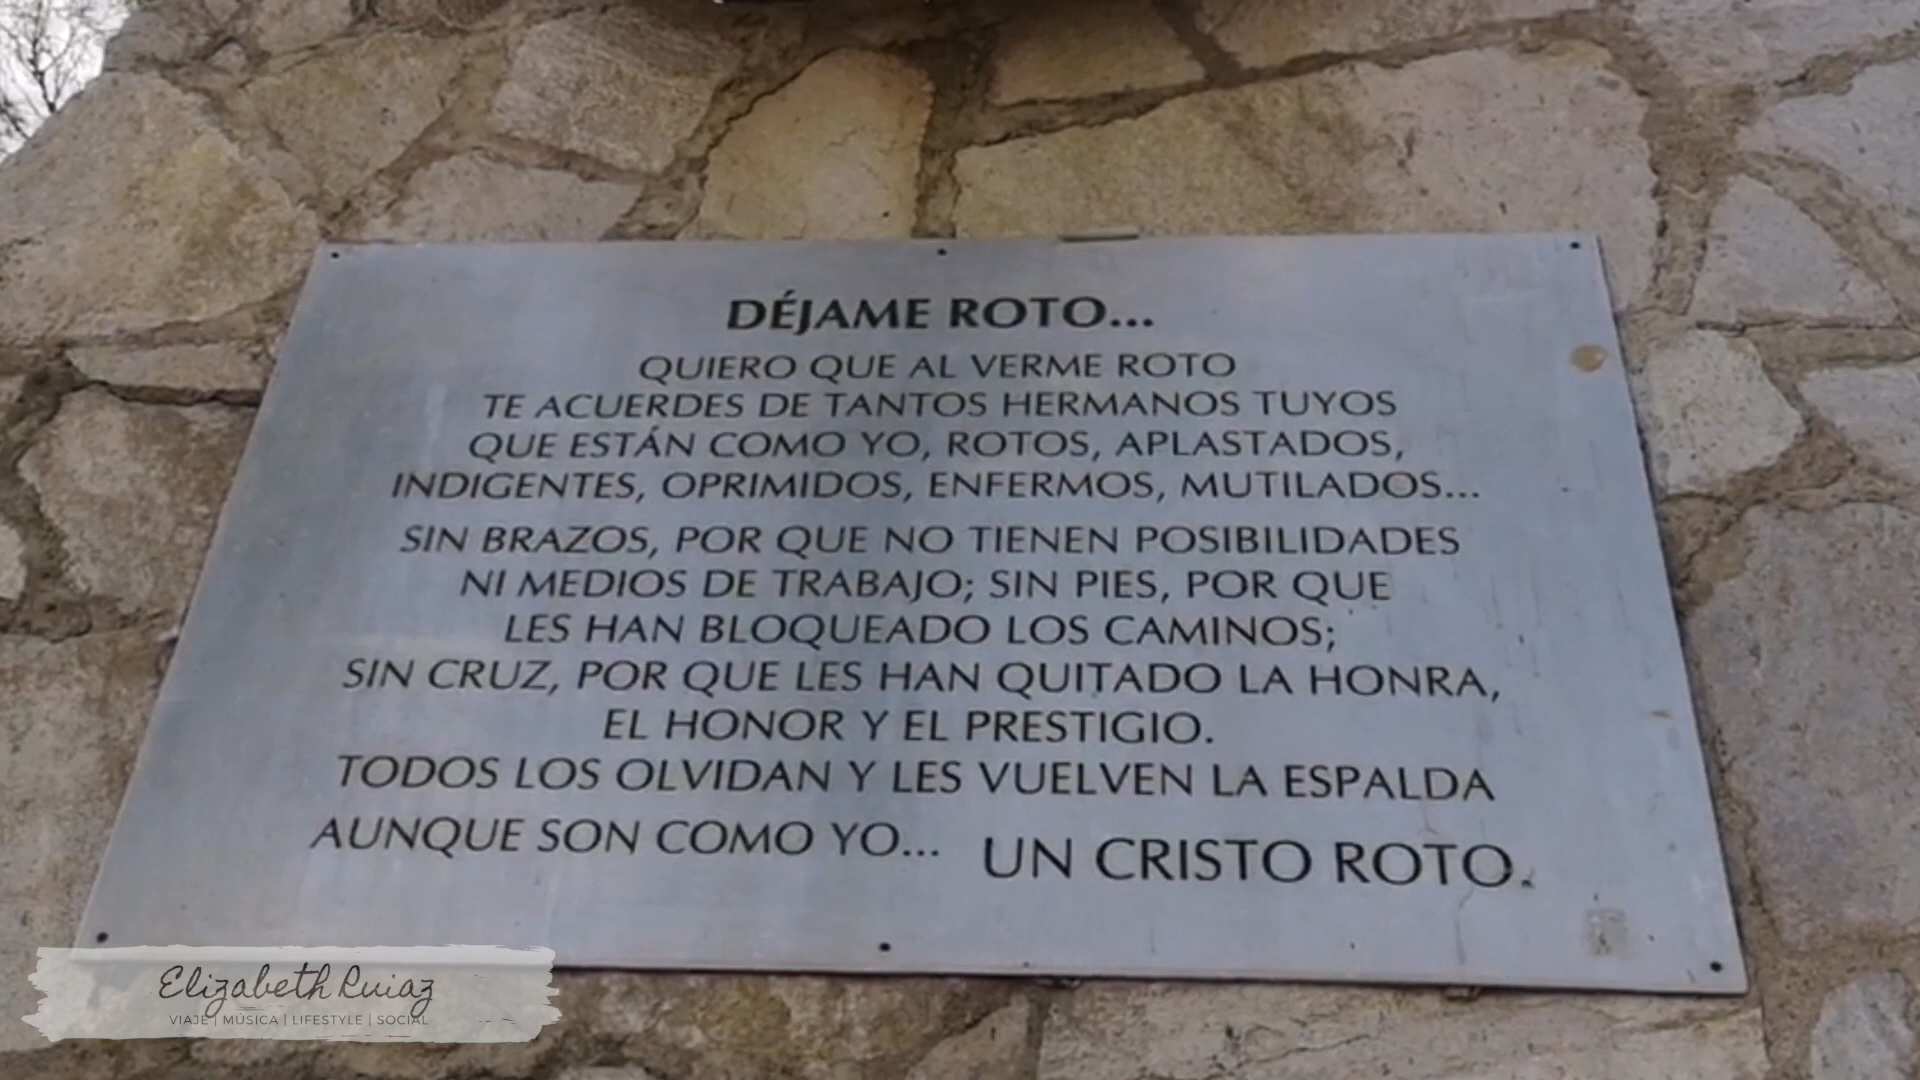 DÉJAME ROTO...
QUIERO QUE AL VERME ROTO
TE ACUERDES DE TANTOS HERMANOS TUYOS
QUE ESTÁN COMO YO, ROTOS, APLASTADOS,
INDIGENTES, OPRIMIDOS, ENFERMOS, MUTILADOS...
SIN BRAZOS, POR QUE NO TIENEN POSIBILIDADES
NI MEDIOS DE TRABAJO; SIN PIES, POR QUE
LES HAN BLOQUEADO LOS CAMINOS;
SIN CRUZ, POR QUE LES HAN QUITADO LA HONRA,
EL HONOR Y EL PRESTIGIO.
TODOS LOS OLVIDAN Y LES VUELVEN LA ESPALDA
AUNQUE SON COMO YO... UN CRISTO ROTO.
Elizabeth Ruiaz
VIAJE | MÚSICA | LIFESTYLE | SOCIAL